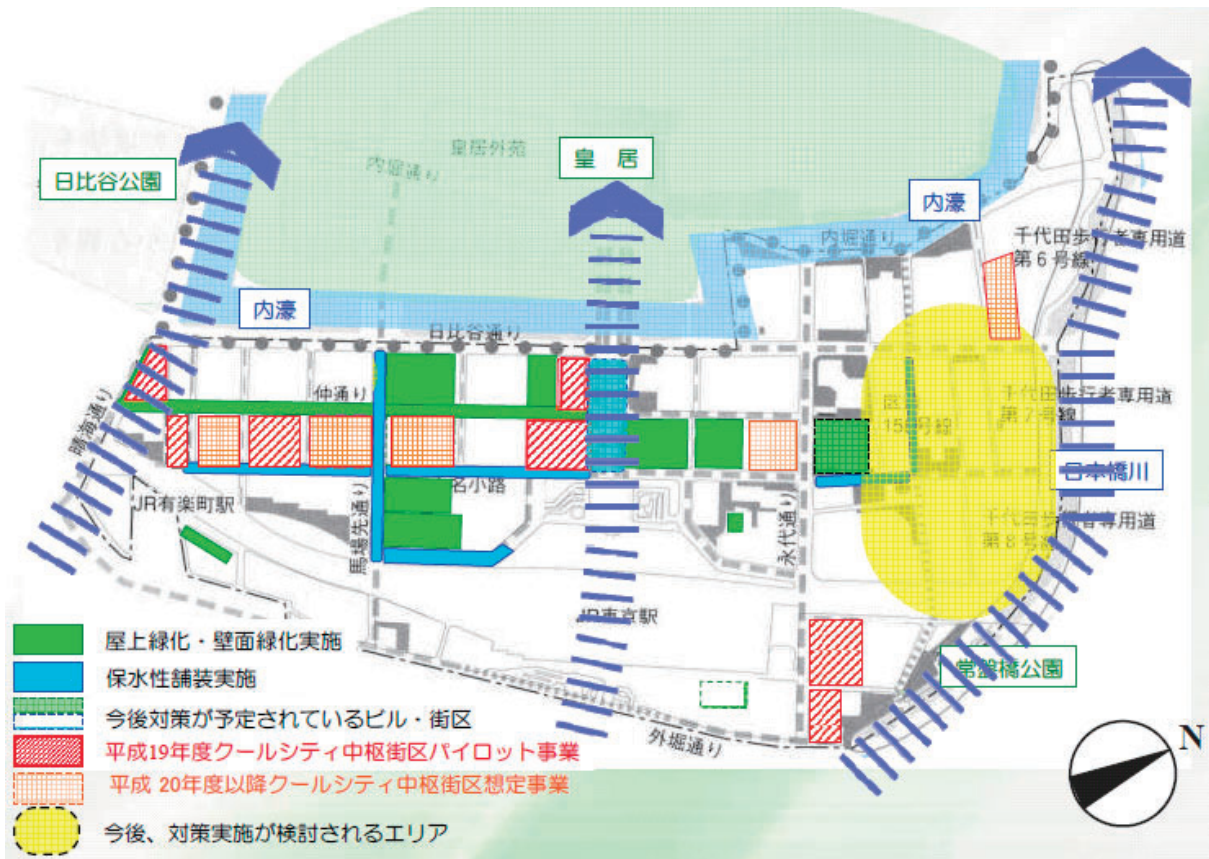 皇居外苑
内堀通り
皇 居
日比谷公園
内濠
内堀通り
千代田歩行者専用道
第6号線
内濠
日比谷通り
仲通り
千代田歩行者専用道
第7号線
晴海通り
日本橋川
JR有楽町駅
名小路
馬場先通り
永代通り
千代田歩行者専用道
第8号線
JR東京駅
常盤橋公園
外堀通り
N
屋上緑化・壁面緑化実施
保水性舗装実施
今後対策が予定されているビル・街区
平成19年度クールシティ中枢街区パイロット事業
平成 20年度以降クールシティ中枢街区想定事業
今後、対策実施が検討されるエリア